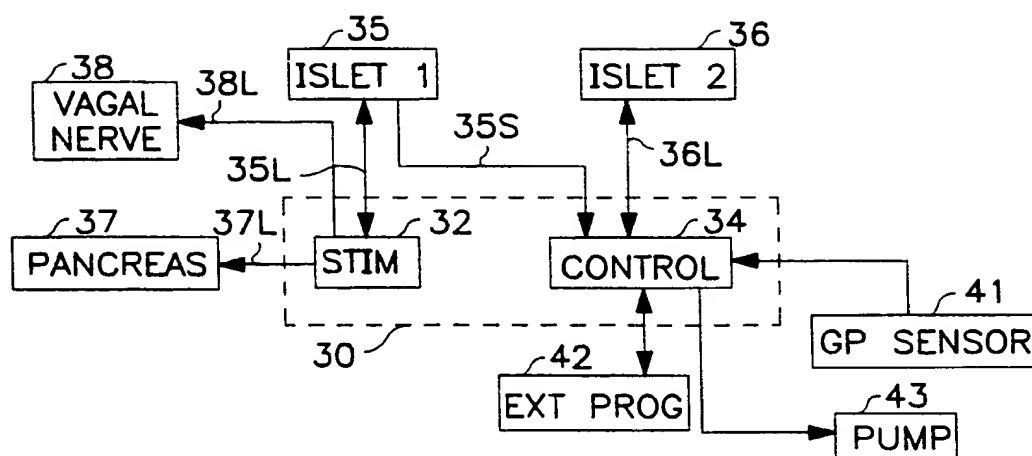 35
ISLET 1
36
ISLET 2
38
VAGAL
NERVE
38L
35S
35L
36L
37
PANCREAS
37L
32
STIM
34
CONTROL
30
41
GP SENSOR
42
EXT PROG
43
PUMP